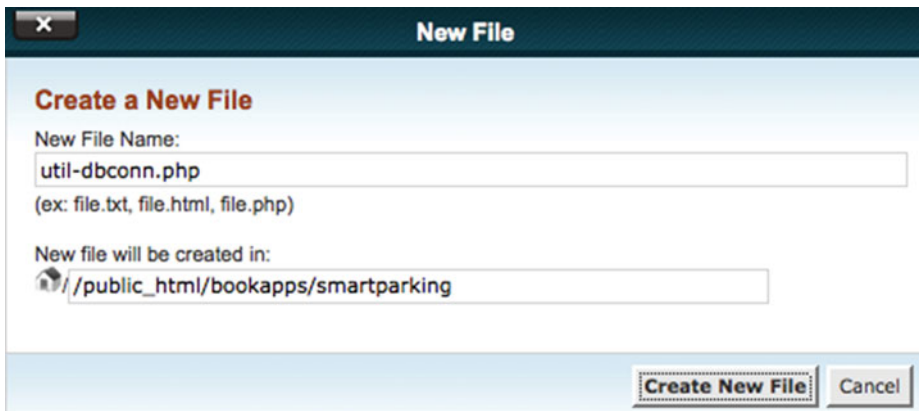 New File
Create a New File
New File Name:
util-dbconn.php
(ex: file.txt, file.html, file.php)
New file will be created in:
//public_html/bookapps/smartparking
Create New File Cancel